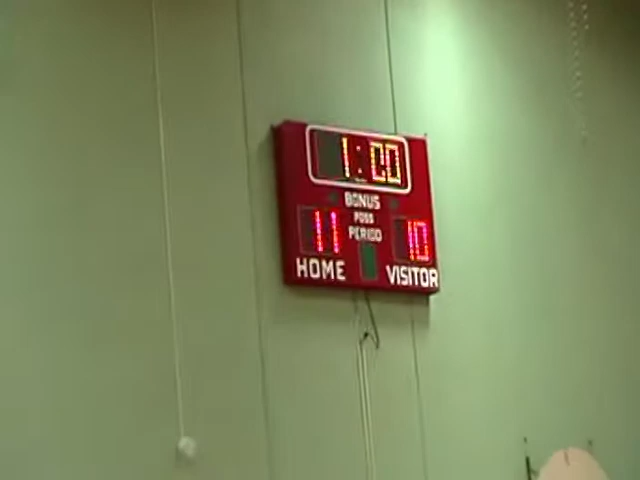 1:00
BONUS
POSS
11 PERIOD 10
HOME VISITOR